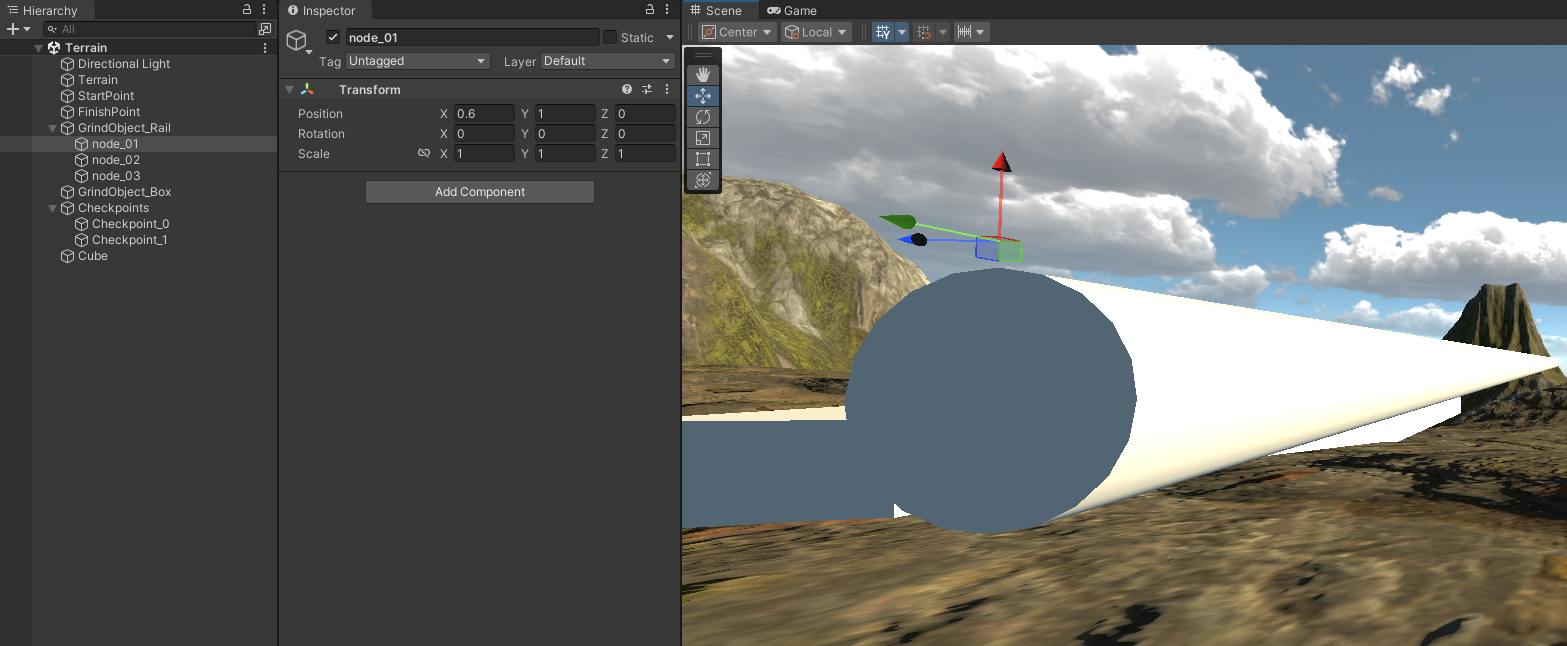 Hierarchy
All
Terrain
Directional Light
Terrain
StartPoint
FinishPoint
GrindObject_Rail
node_01
node_02
node_03
GrindObject_Box
Checkpoints
Checkpoint_0
Checkpoint_1
Cube
Inspector
node_01 Static
Tag Untagged Layer Default
Transform
Position X 0.6 Y 1 Z 0
Rotation X 0 Y 0 Z 0
Scale X 1 Y 1 Z 1
Add Component
Scene Game
Center Local